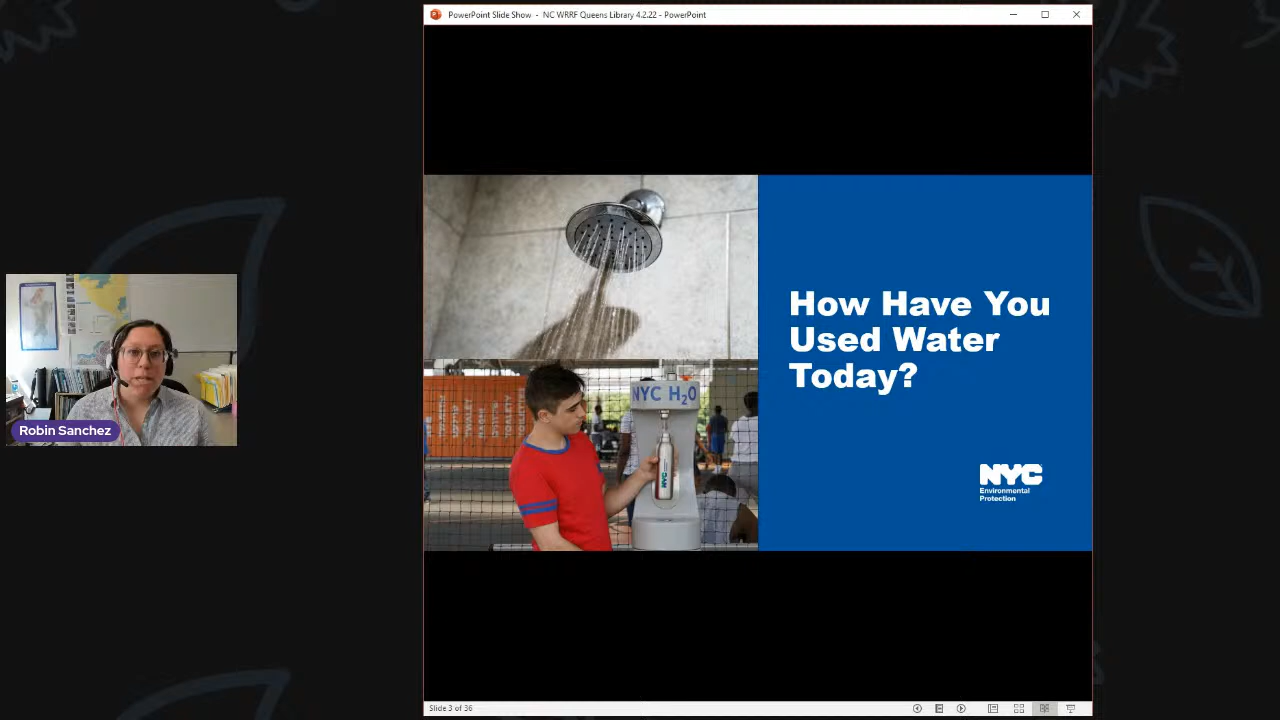 PowerPoint Slide Show - NC WRRF Queens Library 4.2.22 - PowerPoint
Robin Sanchez
NYC H2O
NYC
How Have You
Used Water
Today?
NYC
Environmental
Protection
Slide 3 of 36